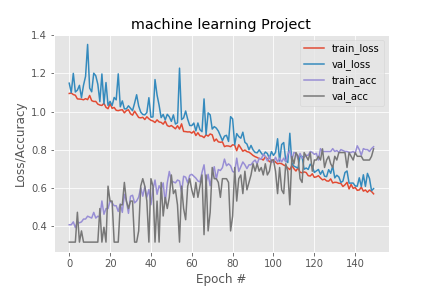 machine learning Project
Loss/Accuracy
1.4
1.2
1.0
0.8
0.6
0.4
train_loss
val_loss
train_acc
val_acc
0 20 40 60 80 100 120 140
Epoch #